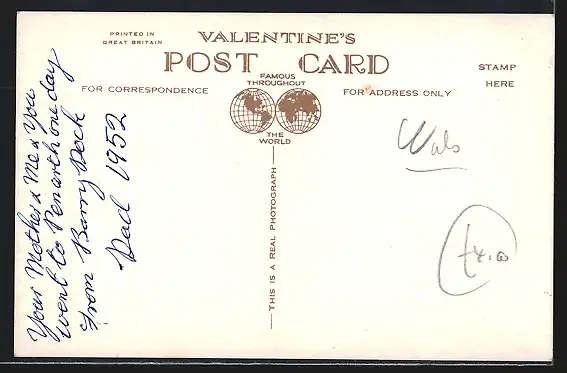 PRINTED IN
GREAT BRITAIN
VALENTINE'S
POST CARD
FAMOUS
THROUGHOUT
THE
WORLD
FOR CORRESPONDENCE
FOR ADDRESS ONLY
STAMP
HERE
THIS IS A REAL PHOTOGRAPH
Your Mother & Me & You
went to Penarth one day
from Barry Dock
Dad 1952